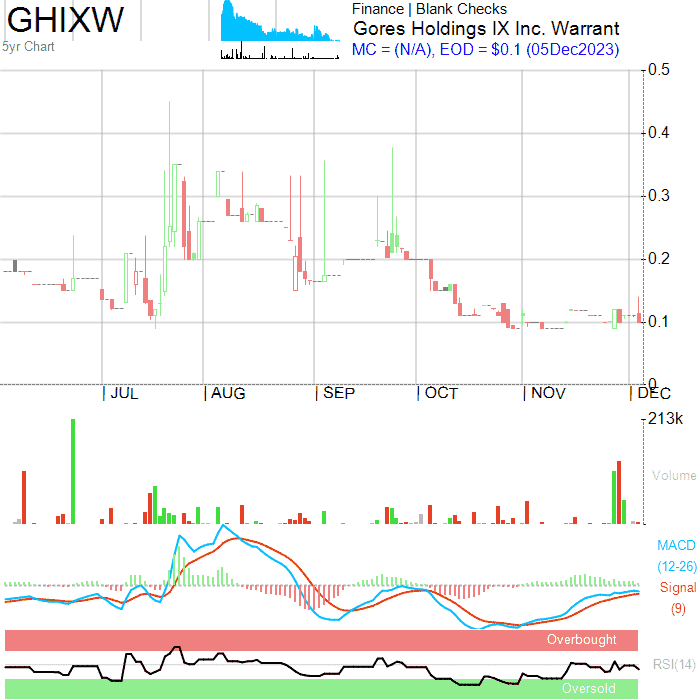 GHIXW
5yr Chart
Finance | Blank Checks
Gores Holdings IX Inc. Warrant
MC = (N/A), EOD = $0.1 (05Dec2023)
0.5
0.4
0.3
0.2
0.1
0
| JUL | AUG | SEP | OCT | NOV | DEC
213k
Volume
MACD
(12-26)
Signal
(9)
Overbought
RSI(14)
Oversold